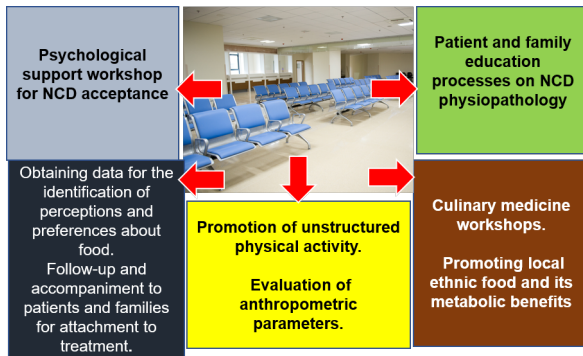 Psychological
support workshop
for NCD acceptance
Patient and family
education
processes on NCD
physiopathology
Obtaining data for the
identification of
perceptions and
preferences about
food.
Follow-up and
accompaniment to
patients and families
for attachment to
treatment.
Promotion of unstructured
physical activity.
Evaluation of
anthropometric
parameters.
Culinary medicine
workshops.
Promoting local
ethnic food and its
metabolic benefits